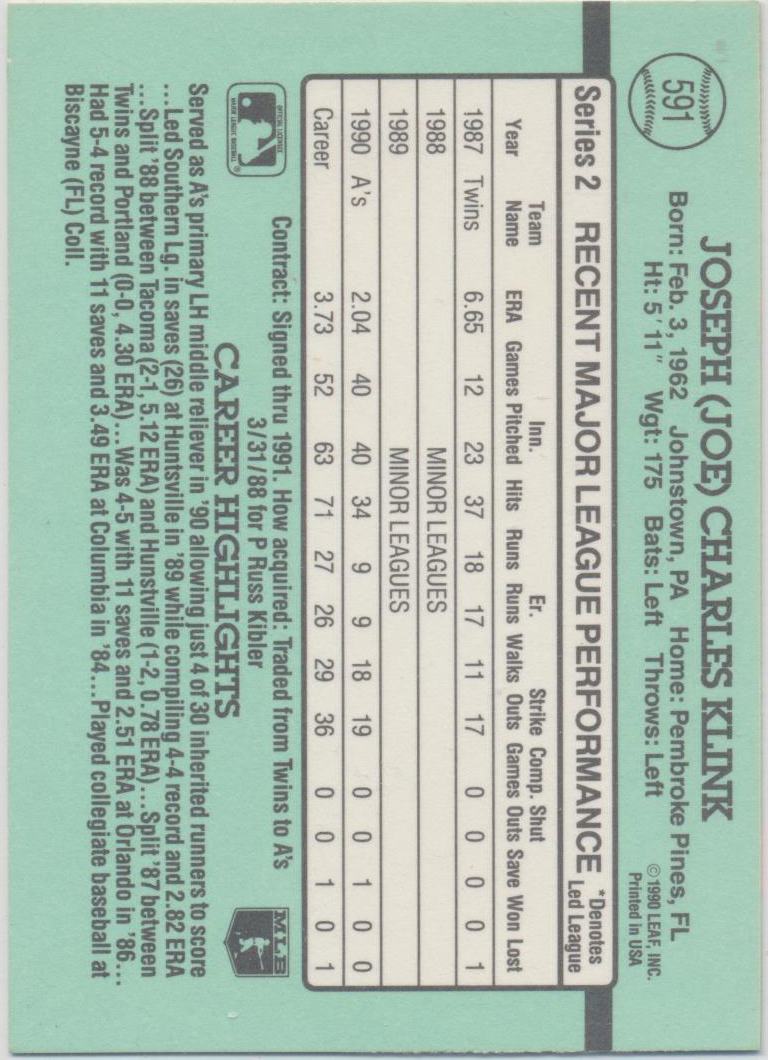 591
JOSEPH (JOE) CHARLES KLINK
Born: Feb. 3, 1962 Johnstown, PA Home: Pembroke Pines, FL
Ht: 5' 11" Wgt: 175 Bats: Left Throws: Left
©1990 LEAF, INC.
Printed in USA
Series 2 RECENT MAJOR LEAGUE PERFORMANCE *Denotes Led League
Team Inn. Er. Strike Comp. Shut
Year Name ERA Games Pitched Hits Runs Runs Walks Outs Games Outs Save Won Lost
1987 Twins 6.65 12 23 37 18 17 11 17 0 0 0 0 1
1988 MINOR LEAGUES
1989 MINOR LEAGUES
1990 A's 2.04 40 40 34 9 9 18 19 0 0 1 0 0
Career 3.73 52 63 71 27 26 29 36 0 0 1 0 1
OFFICIAL LICENSEE
MAJOR LEAGUE BASEBALL
®
Contract: Signed thru 1991. How acquired: Traded from Twins to A's
3/31/88 for P Russ Kibler
MLB
CAREER HIGHLIGHTS
Served as A's primary LH middle reliever in '90 allowing just 4 of 30 inherited runners to score
...Led Southern Lg. in saves (26) at Huntsville in '89 while compiling 4-4 record and 2.82 ERA
...Split '88 between Tacoma (2-1, 5.12 ERA) and Hunstville (1-2, 0.78 ERA)...Split '87 between
Twins and Portland (0-0, 4.30 ERA)...Was 4-5 with 11 saves and 2.51 ERA at Orlando in '86...
Had 5-4 record with 11 saves and 3.49 ERA at Columbia in '84...Played collegiate baseball at
Biscayne (FL) Coll.